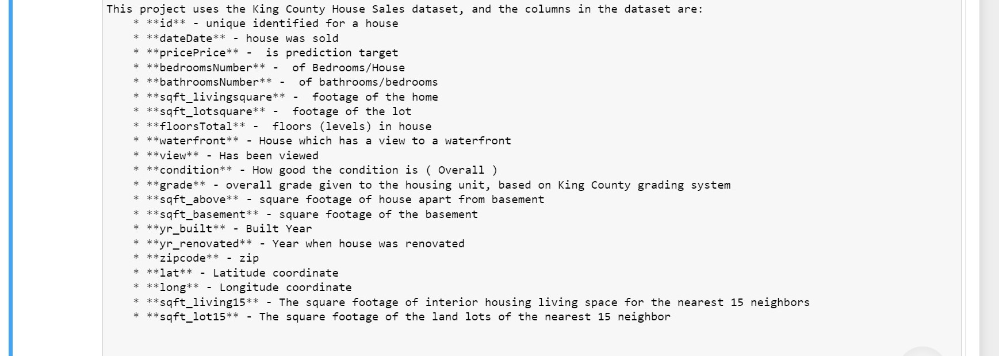 This project uses the King County House Sales dataset, and the columns in the dataset are:
* **id** - unique identified for a house
* **dateDate** - house was sold
* **pricePrice** -  is prediction target
* **bedroomsNumber** -  of Bedrooms/House
* **bathroomsNumber** -  of bathrooms/bedrooms
* **sqft_livingsquare** -  footage of the home
* **sqft_lotsquare** -  footage of the lot
* **floorsTotal** -  floors (levels) in house
* **waterfront** - House which has a view to a waterfront
* **view** - Has been viewed
* **condition** - How good the condition is ( Overall )
* **grade** - overall grade given to the housing unit, based on King County grading system
* **sqft_above** - square footage of house apart from basement
* **sqft_basement** - square footage of the basement
* **yr_built** - Built Year
* **yr_renovated** - Year when house was renovated
* **zipcode** - zip
* **lat** - Latitude coordinate
* **long** - Longitude coordinate
* **sqft_living15** - The square footage of interior housing living space for the nearest 15 neighbors
* **sqft_lot15** - The square footage of the land lots of the nearest 15 neighbor